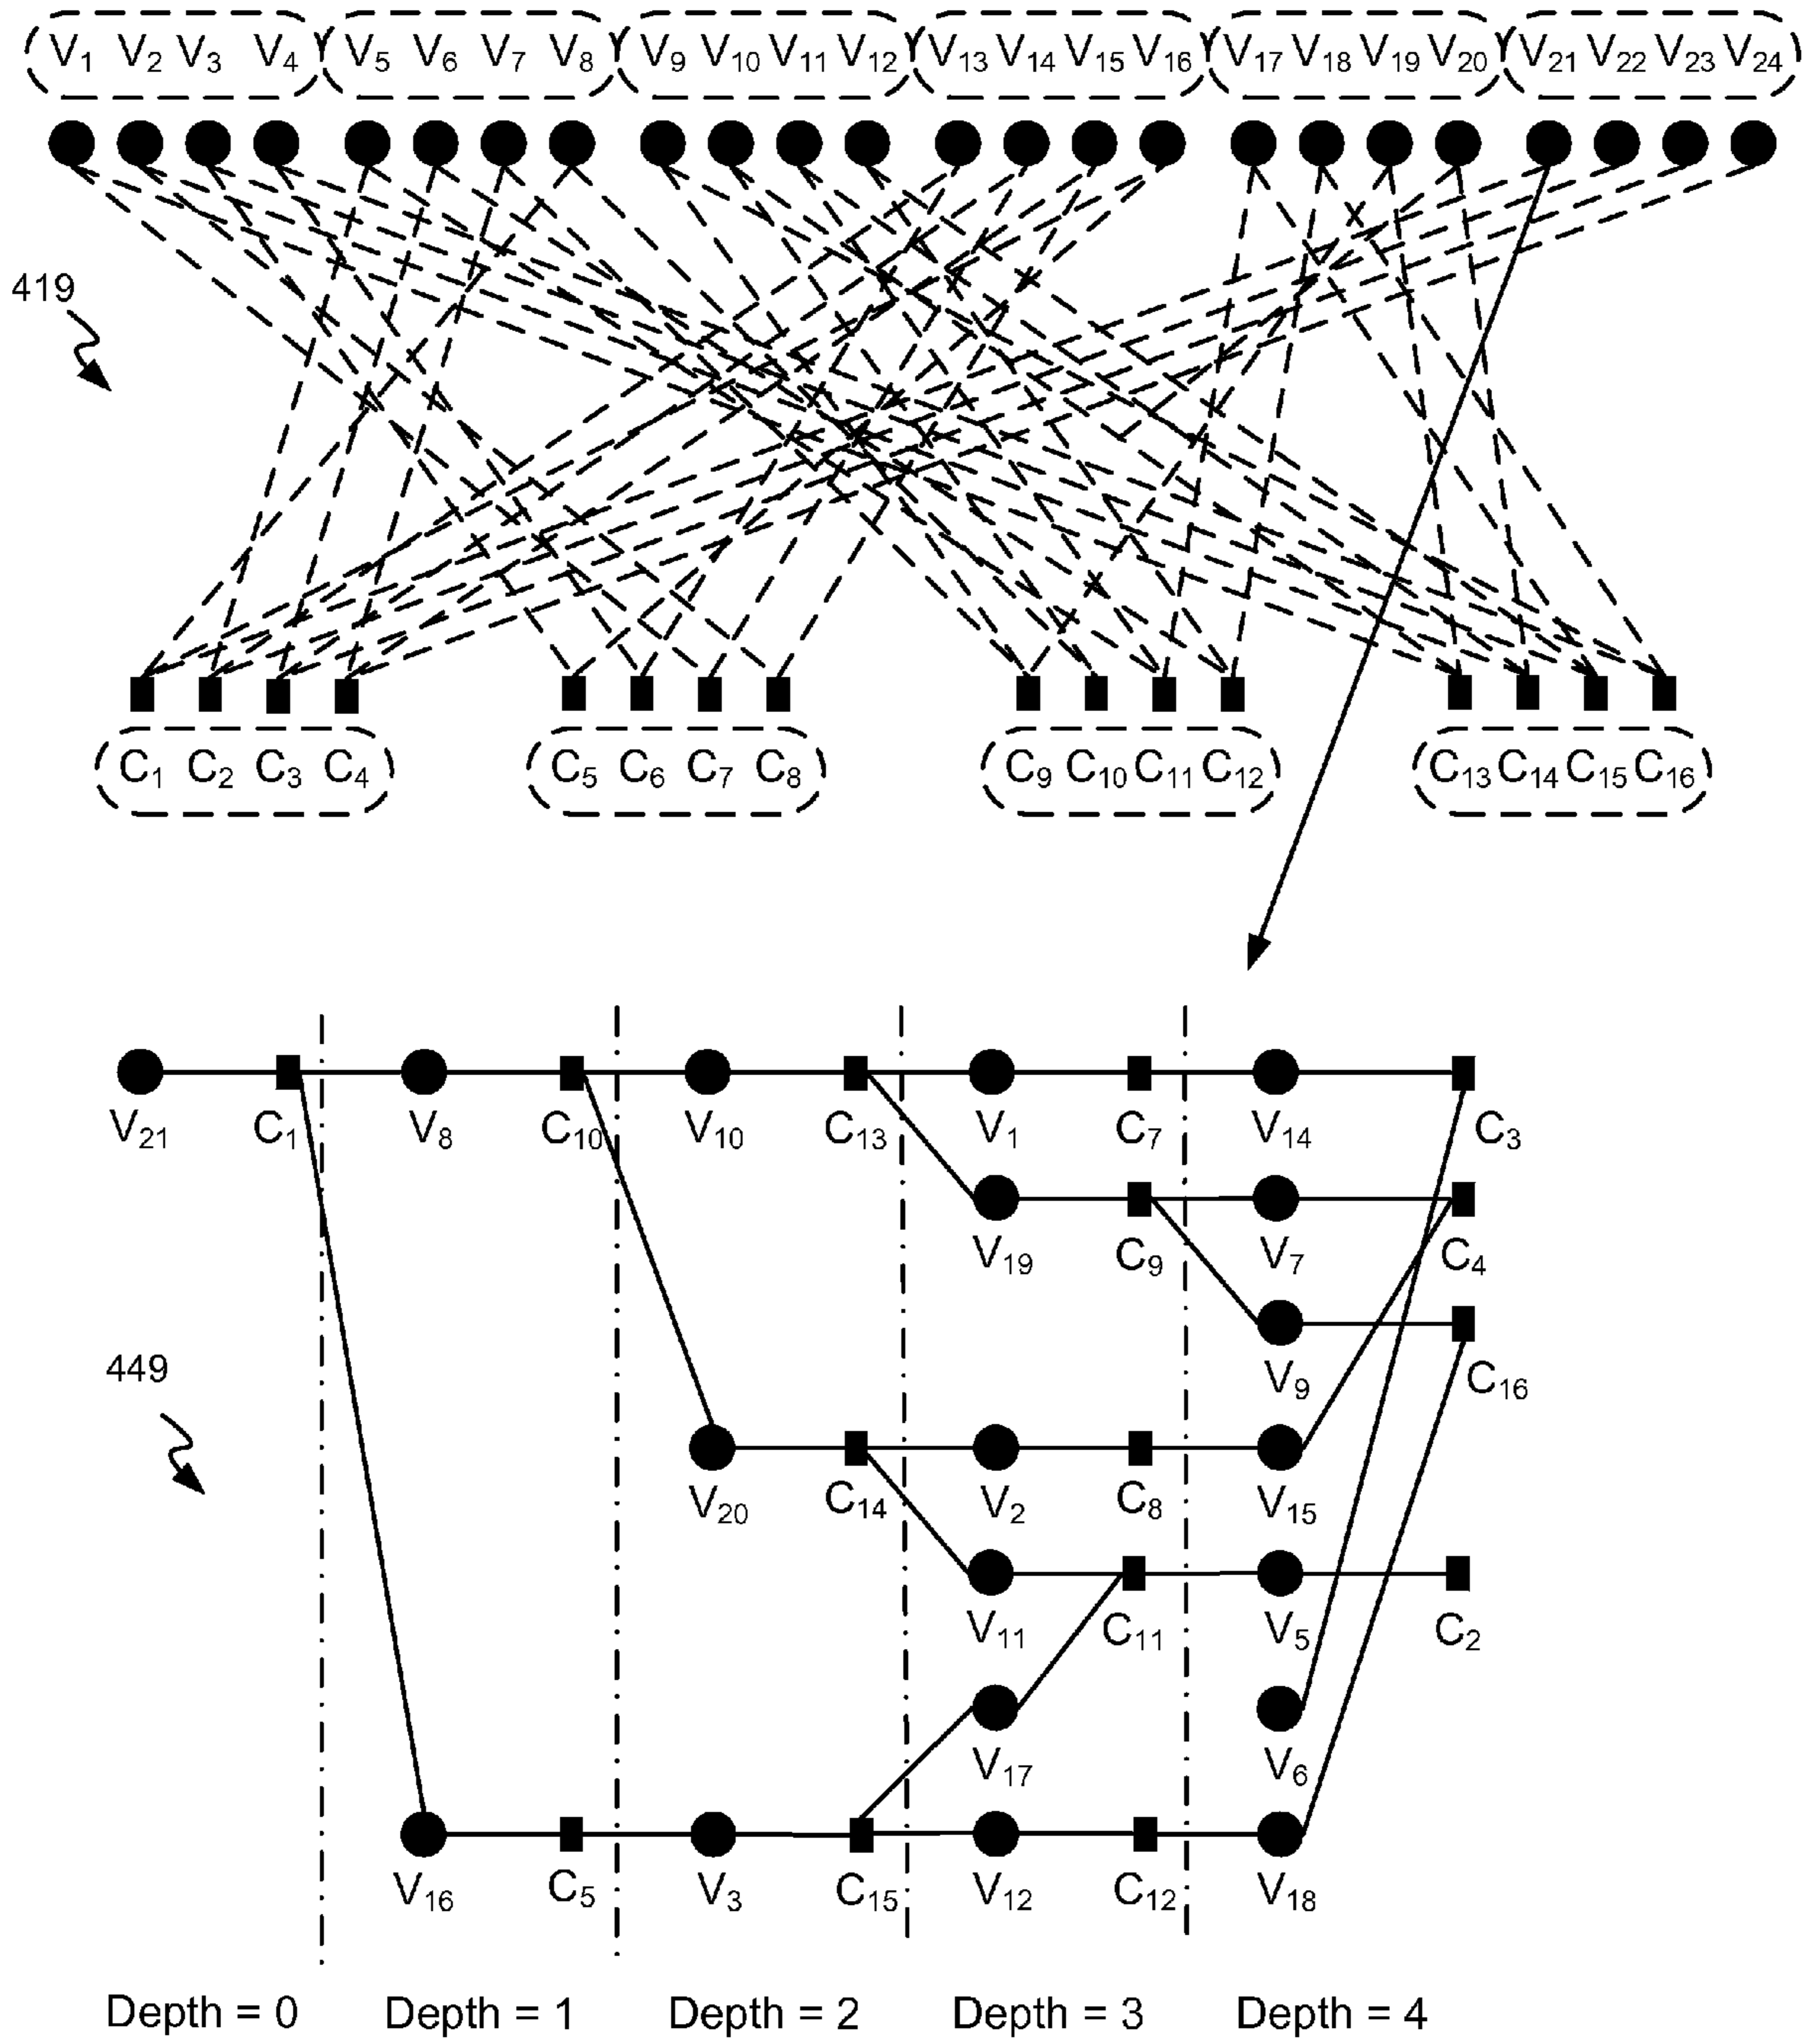 V1 V2 V3 V4 V5 V6 V7 V8 V9 V10 V11 V12 V13 V14 V15 V16 V17 V18 V19 V20 V21 V22 V23 V24
419
C1 C2 C3 C4 C5 C6 C7 C8 C9 C10 C11 C12 C13 C14 C15 C16
V21 C1 V8 C10 V10 C13 V1 C7 V14 C3
V19 C9 V7 C4
449
V9 C16
V20 C14 V2 C8 V15
V11 C11 V5 C2
V17 V6
V16 C5 V3 C15 V12 C12 V18
Depth = 0 Depth = 1 Depth = 2 Depth = 3 Depth = 4